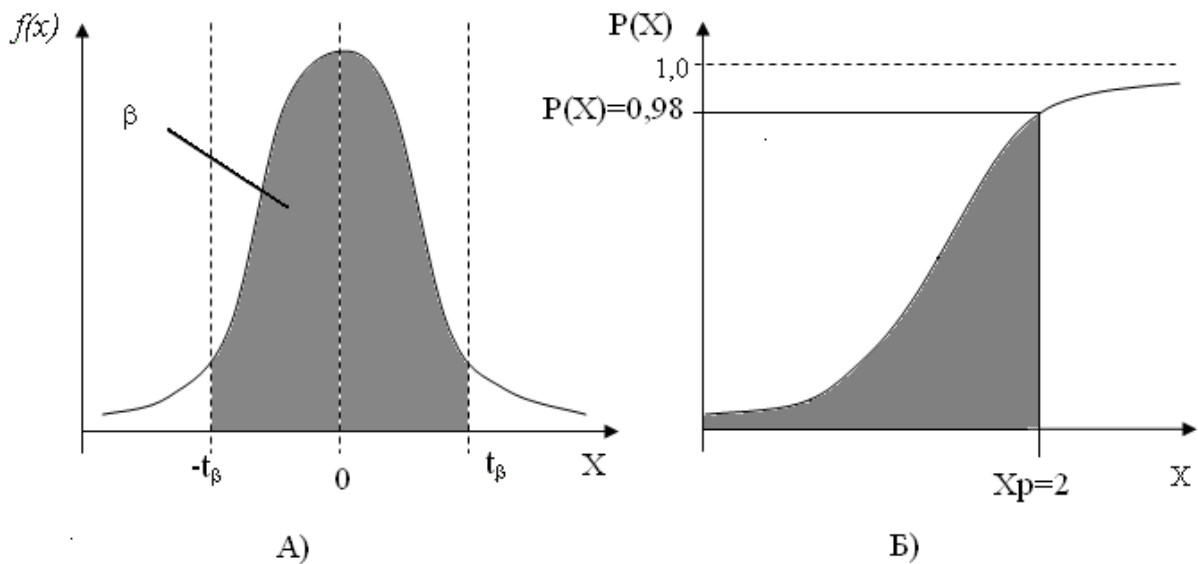 f(x)
β
-tᵦ
0
tᵦ
X
А)
P(X)
1,0
P(X)=0,98
Xp=2
X
Б)